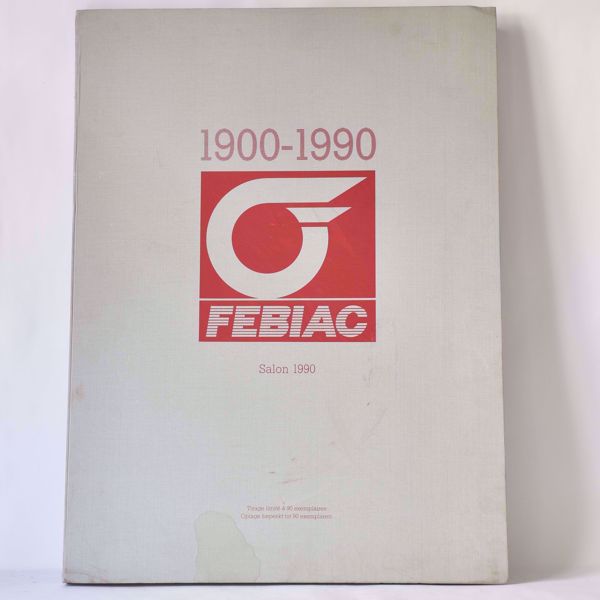 1900-1990
FEBIAC
Salon 1990
Tirage limité à 90 exemplaires
Oplage beperkt tot 90 exemplaren